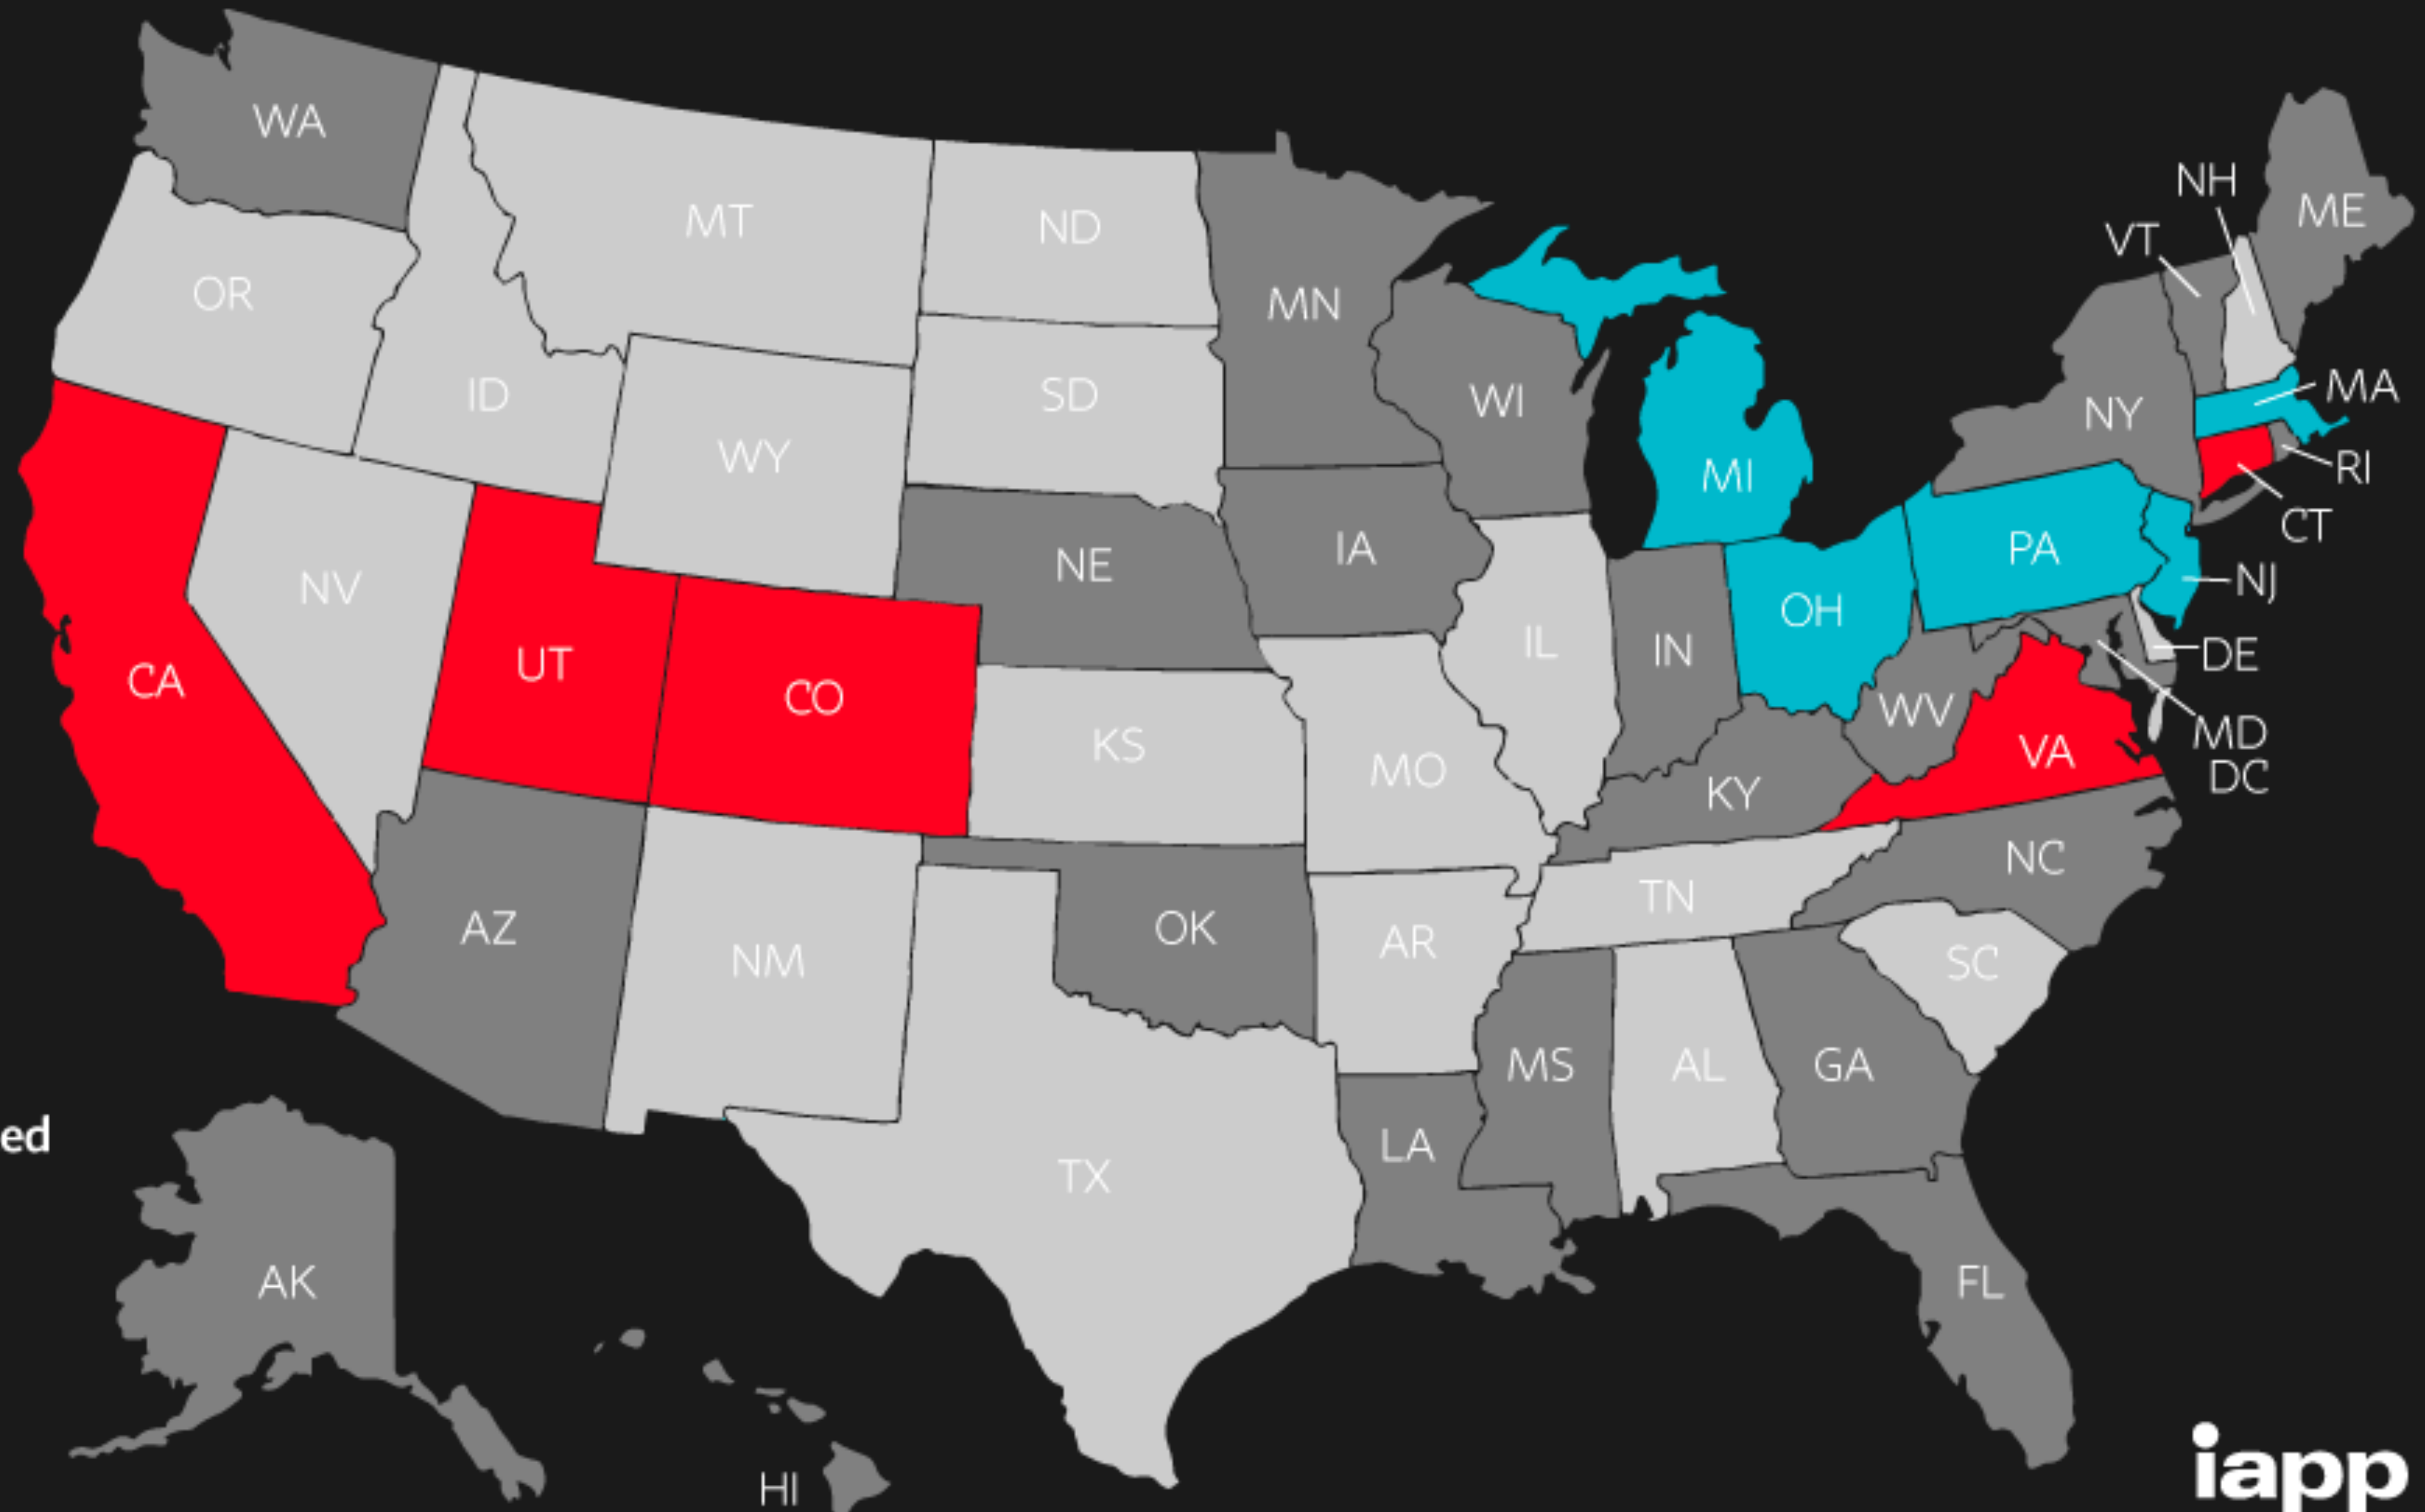 WA
NH
ME
VT
MT
ND
OR
MN
MA
ID
SD
WI
NY
WY
MI
RI
CT
NE
IA
PA
NJ
NV
OH
UT
IL
IN
DE
CA
CO
WV
KS
MD
VA
MO
DC
KY
NC
TN
AZ
OK
AR
NM
SC
MS
AL
GA
ed
LA
TX
AK
FL
HI
iapp